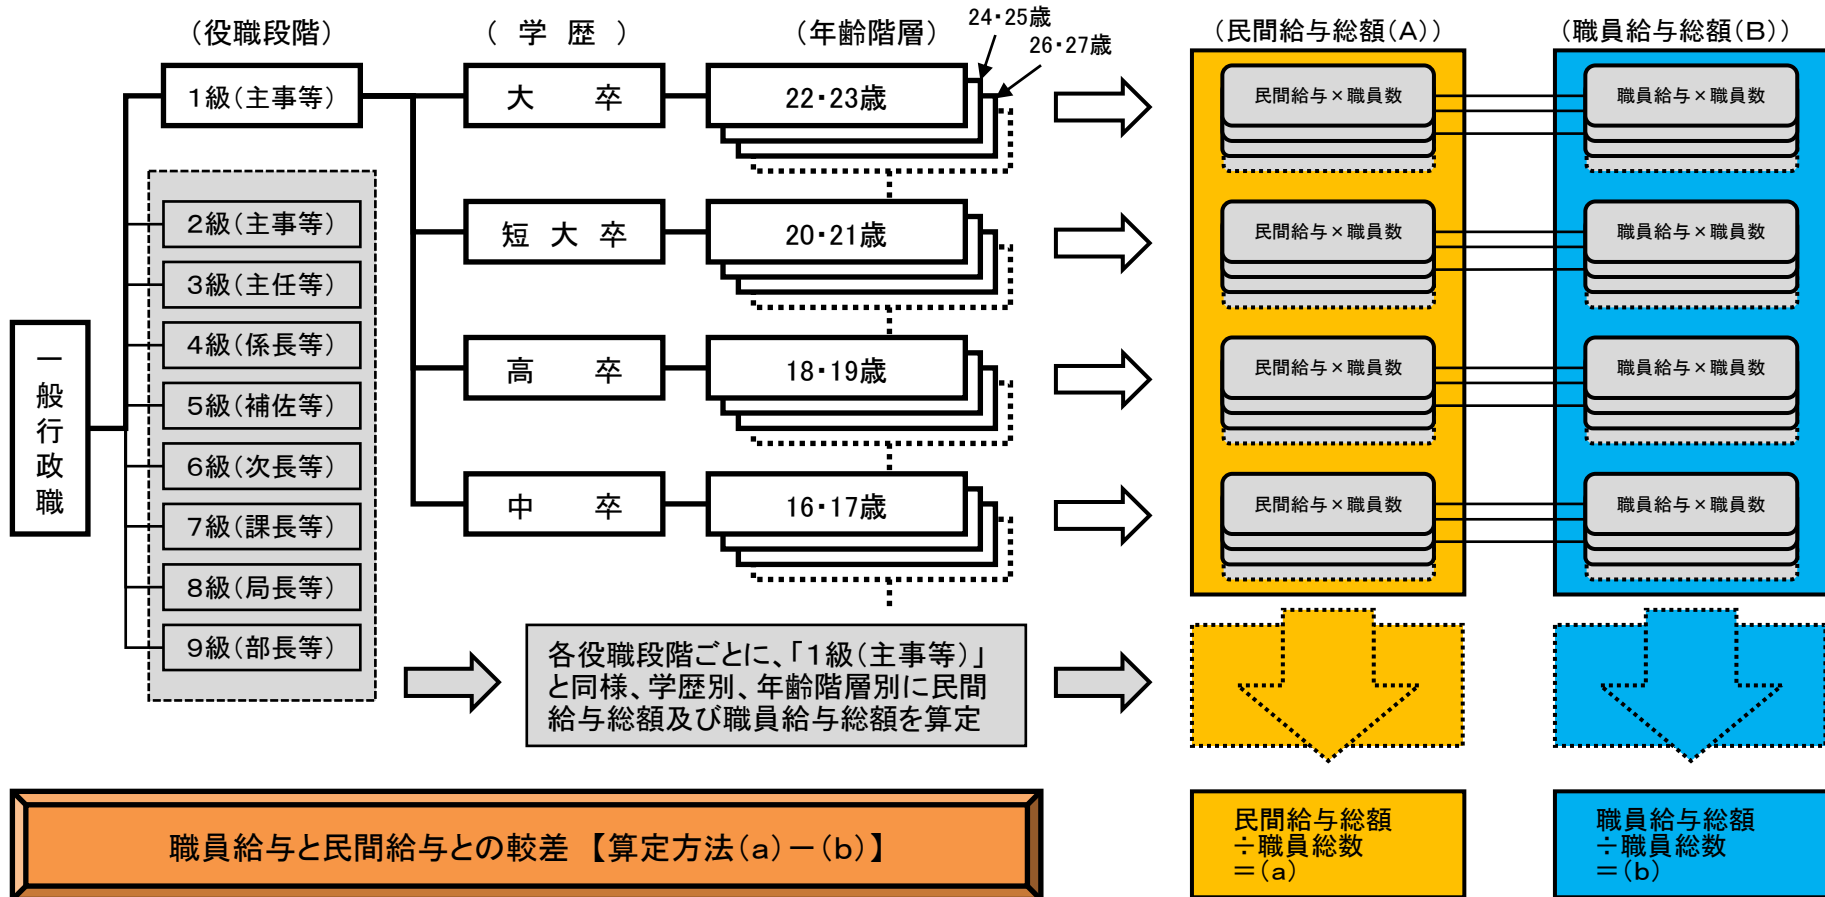 24・25歳
26・27歳
(役職段階)
(学歴)
(年齢階層)
(民間給与総額(A))
(職員給与総額(B))
1級(主事等)
大卒
22・23歳
民間給与×職員数
職員給与×職員数
2級(主事等)
短大卒
20・21歳
民間給与×職員数
職員給与×職員数
3級(主任等)
4級(係長等)
高卒
18・19歳
民間給与×職員数
職員給与×職員数
一般行政職
5級(補佐等)
6級(次長等)
中卒
16・17歳
民間給与×職員数
職員給与×職員数
7級(課長等)
8級(局長等)
9級(部長等)
各役職段階ごとに、「1級(主事等)」
と同様、学歴別、年齢階層別に民間
給与総額及び職員給与総額を算定
職員給与と民間給与との較差【算定方法(a)－(b)】
民間給与総額
÷職員総数
＝(a)
職員給与総額
÷職員総数
＝(b)